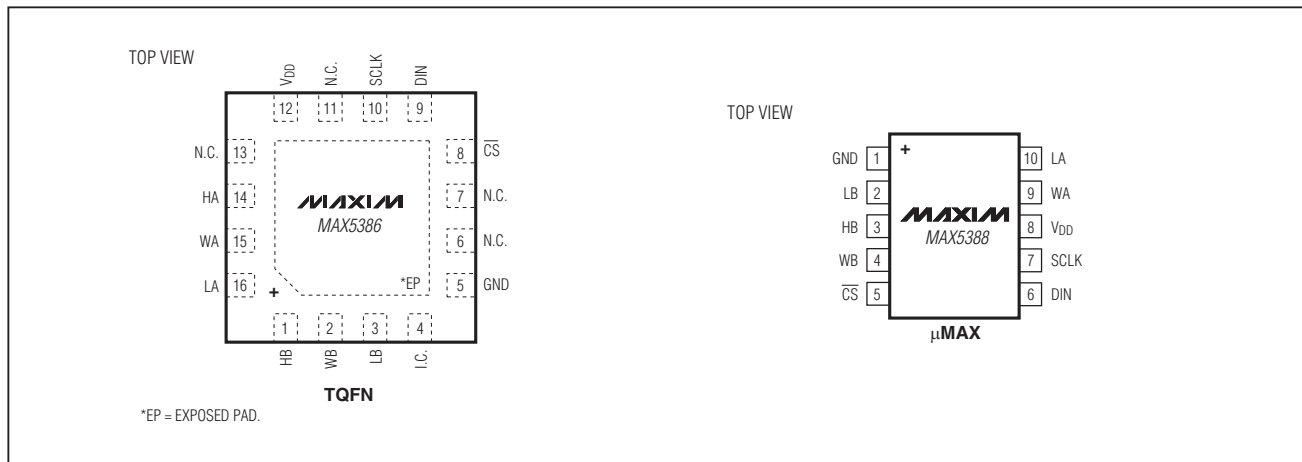 TOP VIEW
VDD
N.C.
SCLK
DIN
12
11
10
9
N.C. 13
HA 14
WA 15
LA 16
8 CS
7 N.C.
6 N.C.
5 GND
MAXIM
MAX5386
*EP
+
1
2
3
4
HB
WB
LB
I.C.
TQFN
*EP = EXPOSED PAD.
TOP VIEW
+
GND 1
LB 2
HB 3
WB 4
CS 5
MAXIM
MAX5388
10 LA
9 WA
8 VDD
7 SCLK
6 DIN
µMAX